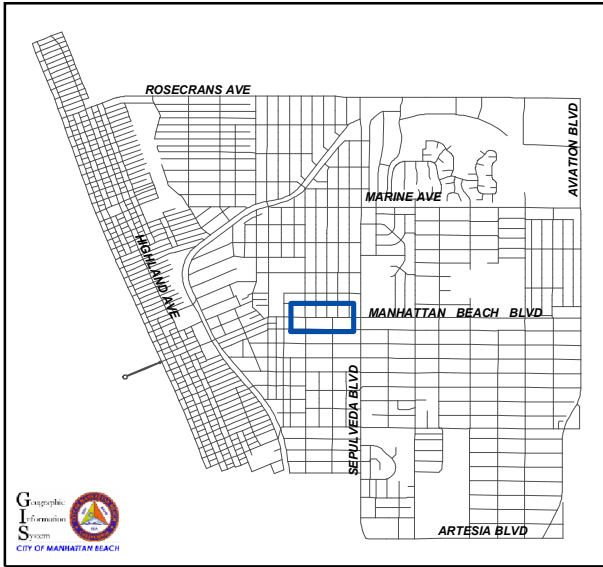 ROSECRANS AVE
AVIATION BLVD
MARINE AVE
HIGHLAND AVE
MANHATTAN BEACH BLVD
SEPULVEDA BLVD
ARTESIA BLVD
Geographic
Information
System
CITY OF MANHATTAN BEACH